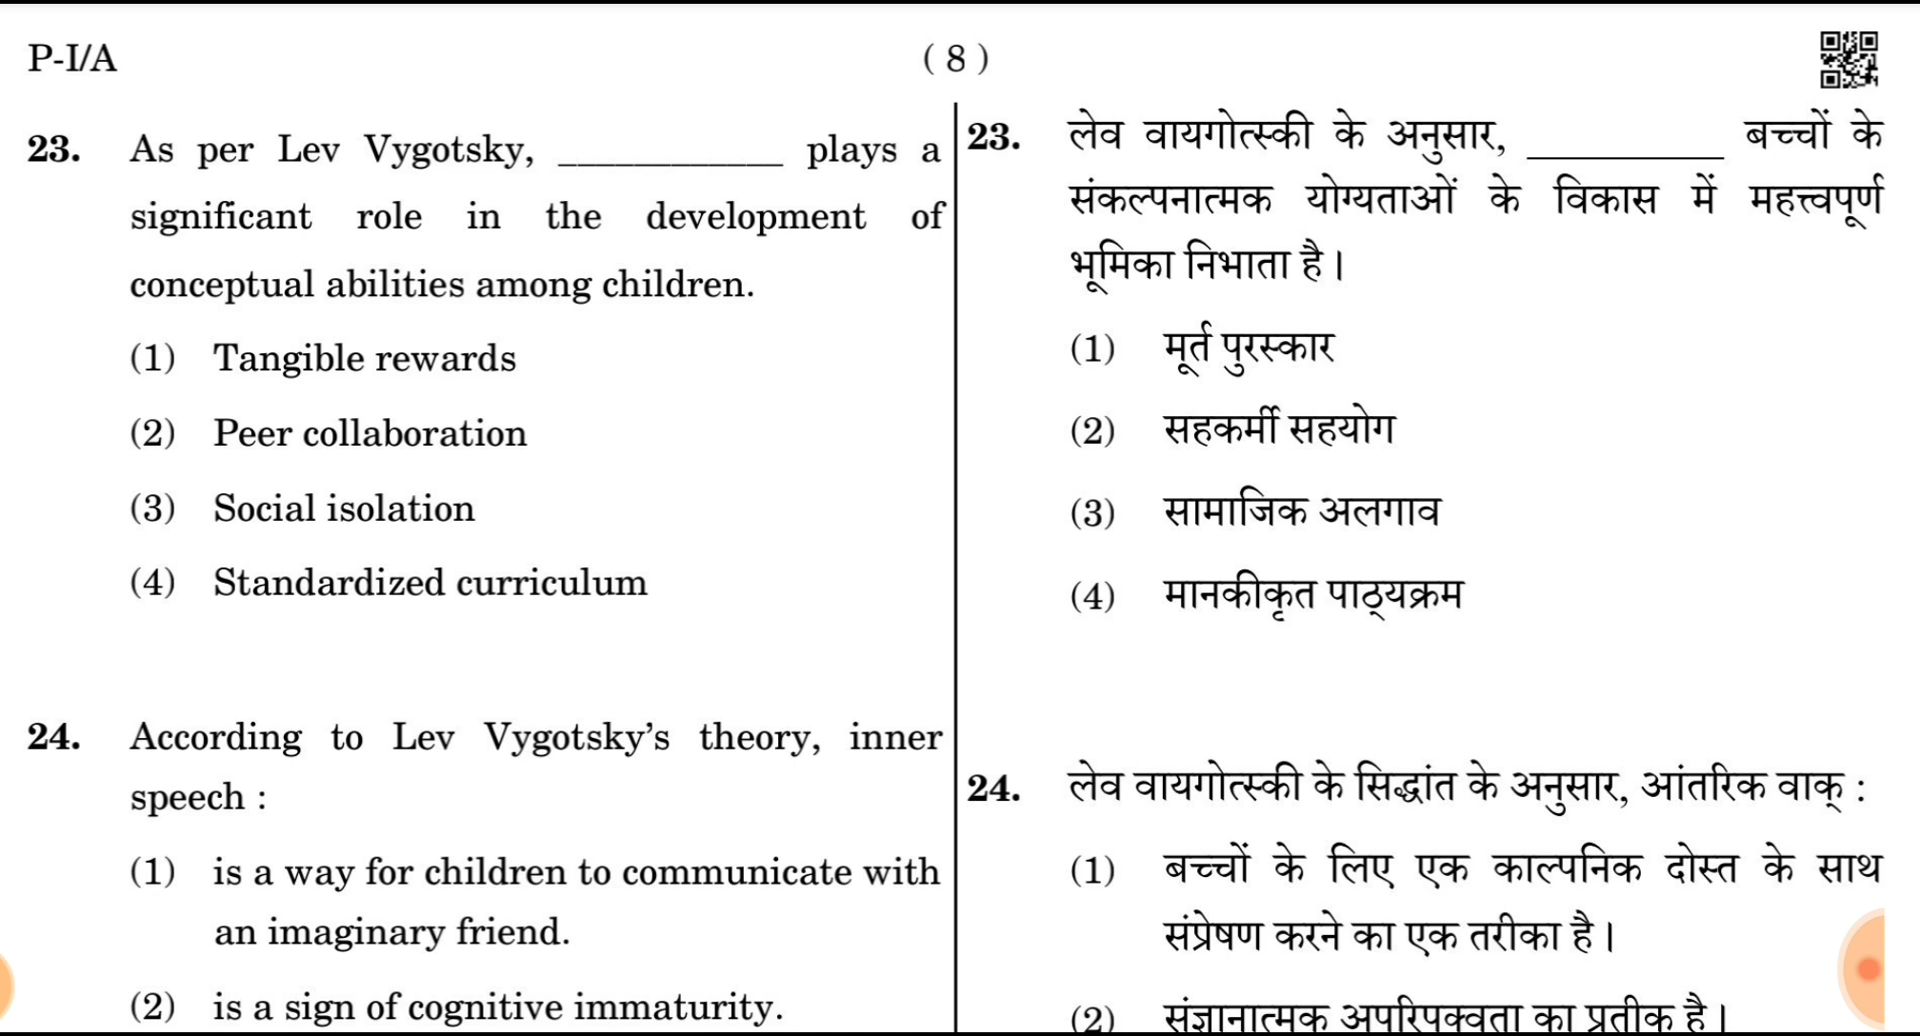 P-I/A
( 8 )
23. As per Lev Vygotsky, ____________ plays a
significant role in the development of
conceptual abilities among children.
(1) Tangible rewards
(2) Peer collaboration
(3) Social isolation
(4) Standardized curriculum
24. According to Lev Vygotsky’s theory, inner
speech :
(1) is a way for children to communicate with
an imaginary friend.
(2) is a sign of cognitive immaturity.
23. लेव वायगोत्स्की के अनुसार, __________ बच्चों के
संकल्पनात्मक योग्यताओं के विकास में महत्त्वपूर्ण
भूमिका निभाता है।
(1) मूर्त पुरस्कार
(2) सहकर्मी सहयोग
(3) सामाजिक अलगाव
(4) मानकीकृत पाठ्यक्रम
24. लेव वायगोत्स्की के सिद्धांत के अनुसार, आंतरिक वाक् :
(1) बच्चों के लिए एक काल्पनिक दोस्त के साथ
संप्रेषण करने का एक तरीका है।
(2) संज्ञानात्मक अपरिपक्वता का प्रतीक है।